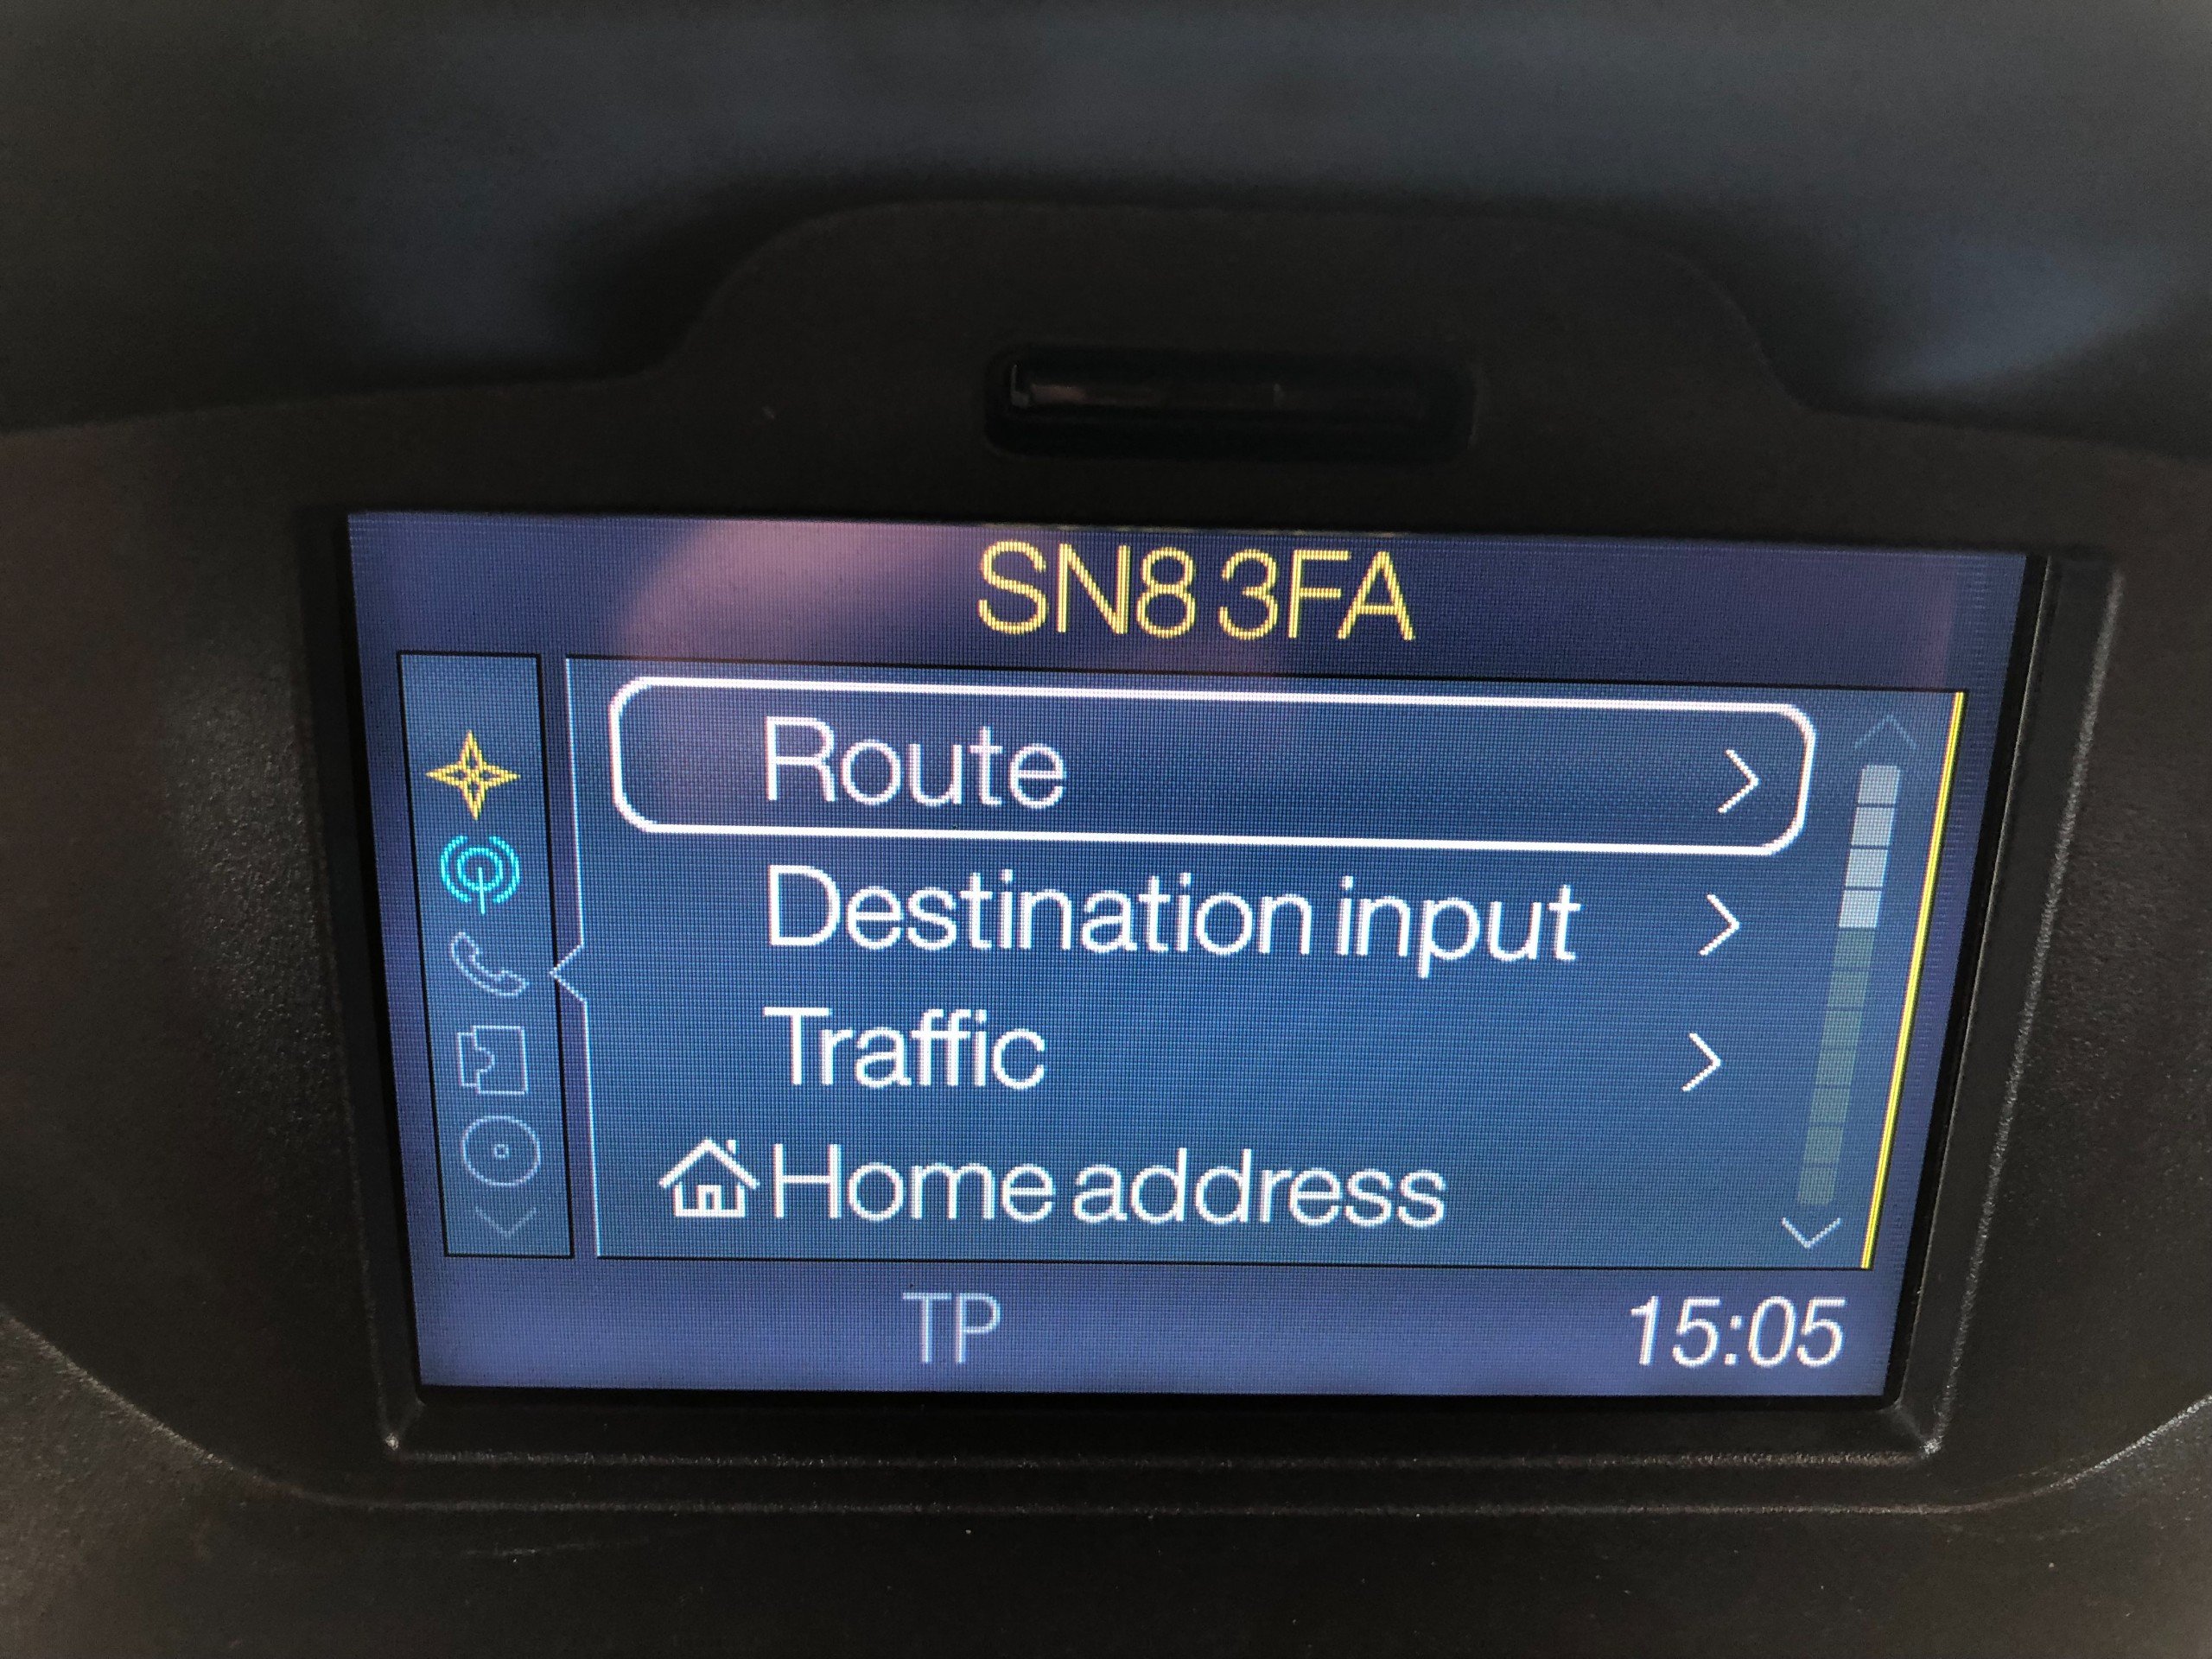 SN8 3FA
Route
Destination input
Traffic
Home address
TP
15:05